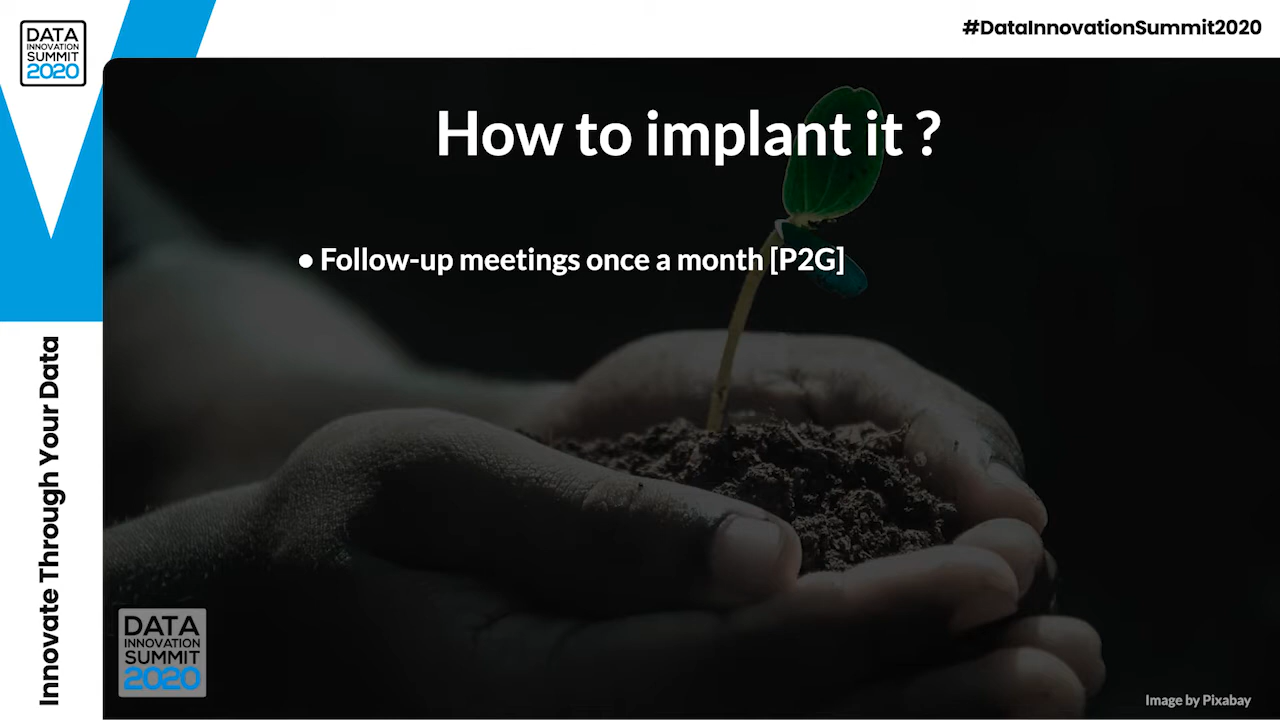 DATA
INNOVATION
SUMMIT
2020
#DataInnovationSummit2020
How to implant it ?
• Follow-up meetings once a month [P2G]
Innovate Through Your Data
DATA
INNOVATION
SUMMIT
2020
Image by Pixabay